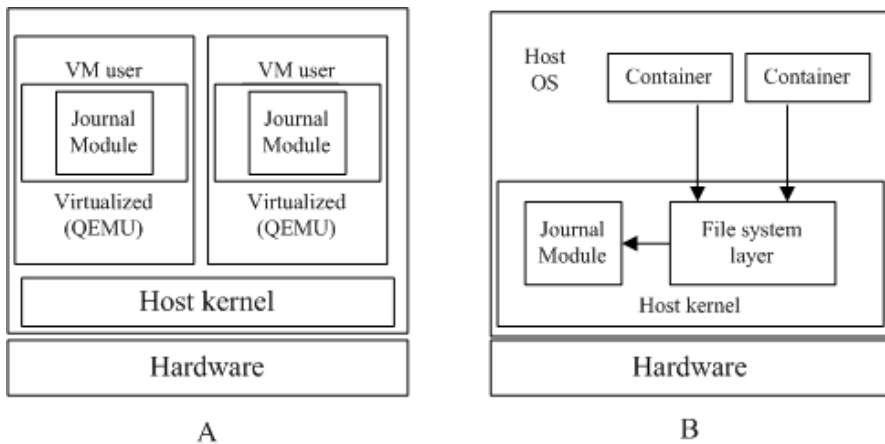 VM user
Journal
Module
Virtualized
(QEMU)
VM user
Journal
Module
Virtualized
(QEMU)
Host kernel
Hardware
A
Host
OS
Container
Container
Journal
Module
File system
layer
Host kernel
Hardware
B